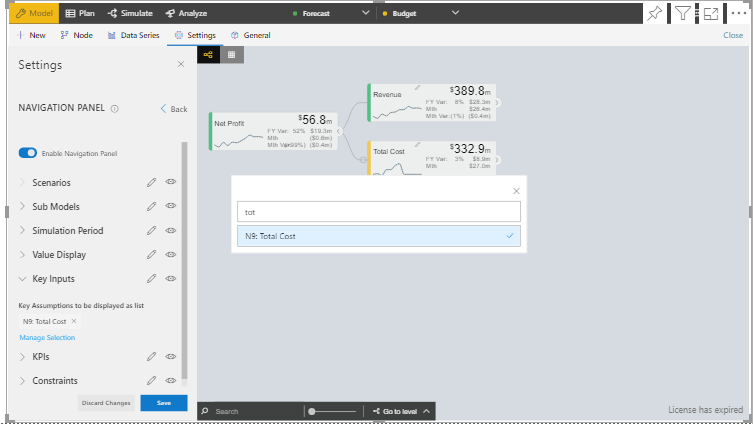 Model Plan Simulate Analyze Forecast Budget
New Node Data Series Settings General Close
Settings
NAVIGATION PANEL Back
Enable Navigation Panel
Scenarios
Sub Models
Simulation Period
Value Display
Key Inputs
Key Assumptions to be displayed as list
N9: Total Cost ×
Manage Selection
KPIs
Constraints
Discard Changes Save
Net Profit $56.8m
FY Var: 52% $19.3m
Mth ($0.8m)
($0.4m)
Revenue $389.8m
FY Var: 8% $28.3m
Mth $26.4m
Mth Var:(1%) ($0.4m)
Total Cost $332.9m
FY Var: 3% $8.9m
Mth $27.0m
tot
N9: Total Cost
Search Go to level
License has expired